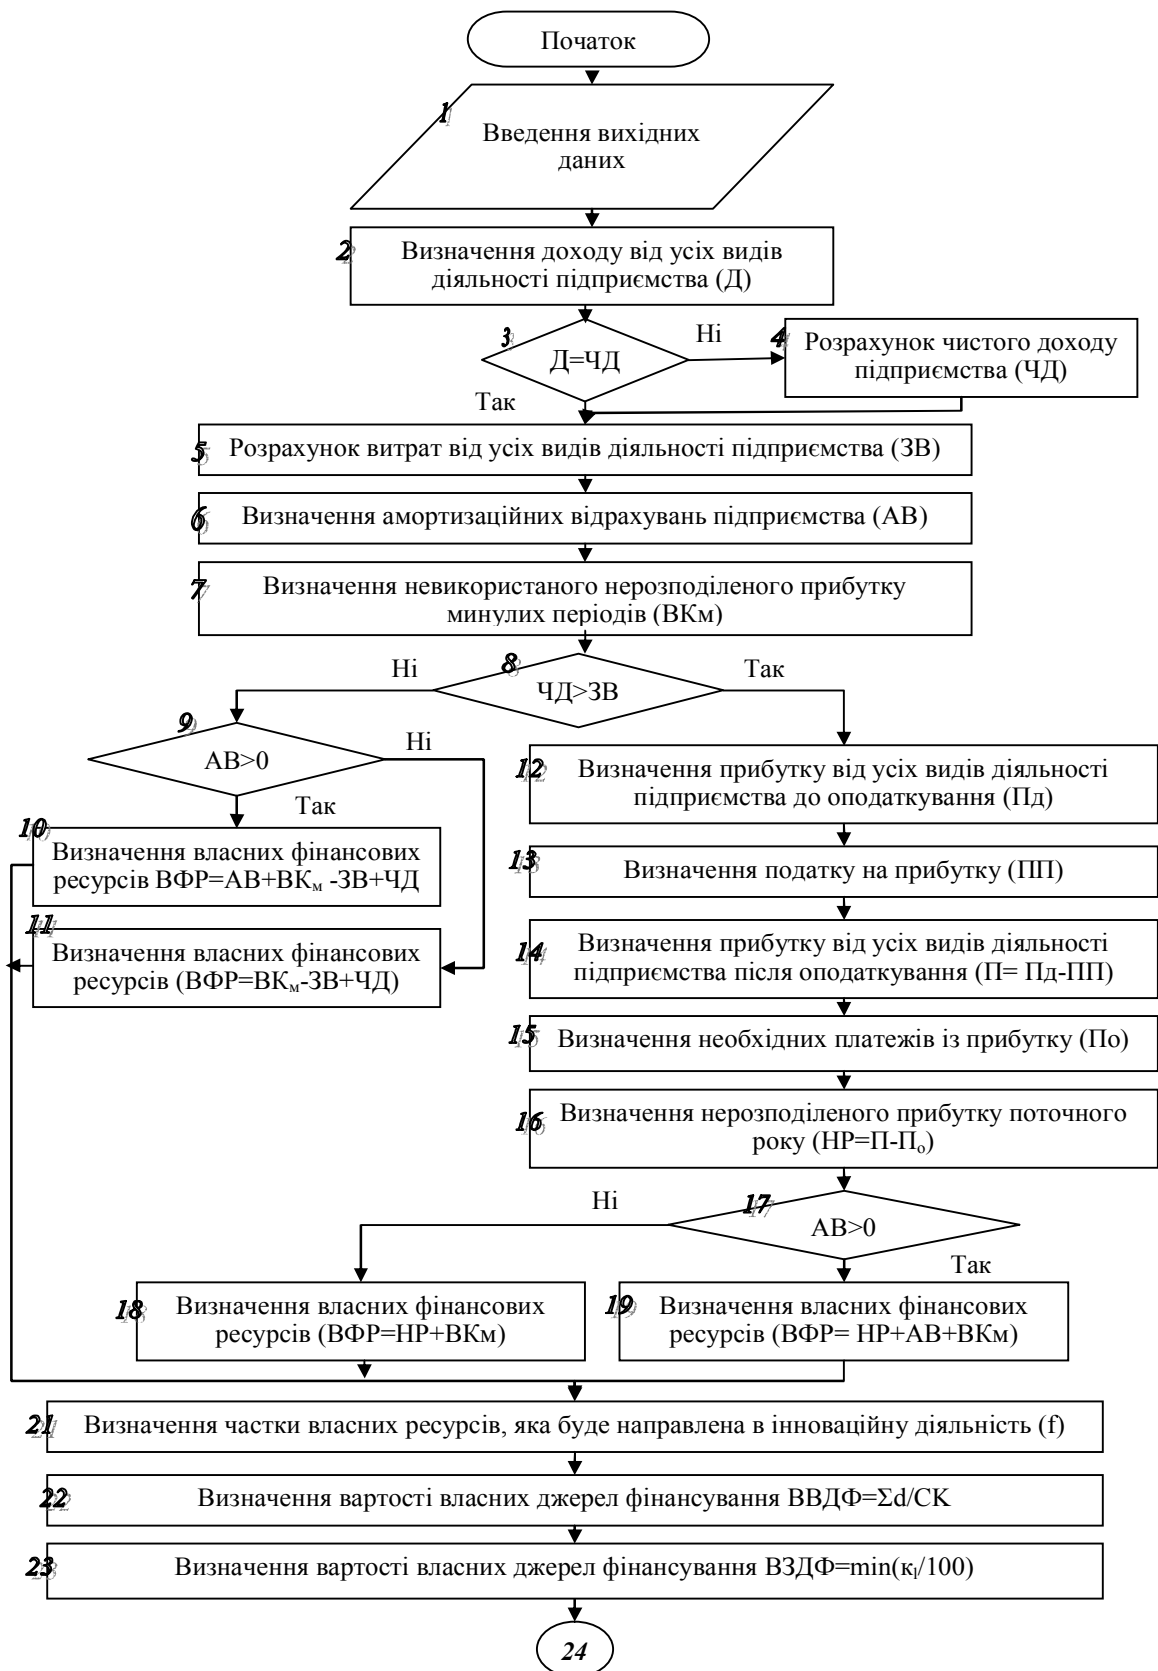 Початок
1
Введення вихідних
даних
2
Визначення доходу від усіх видів
діяльності підприємства (Д)
3
Д=ЧД
Ні
Так
4
Розрахунок чистого доходу
підприємства (ЧД)
5
Розрахунок витрат від усіх видів діяльності підприємства (ЗВ)
6
Визначення амортизаційних відрахувань підприємства (АВ)
7
Визначення невикористаного нерозподіленого прибутку
минулих періодів (ВКм)
8
ЧД>ЗВ
Ні
Так
9
АВ>0
Ні
Так
10
Визначення власних фінансових
ресурсів ВФР=АВ+ВКм -ЗВ+ЧД
11
Визначення власних фінансових
ресурсів (ВФР=ВКм-ЗВ+ЧД)
12
Визначення прибутку від усіх видів діяльності
підприємства до оподаткування (Пд)
13
Визначення податку на прибутку (ПП)
14
Визначення прибутку від усіх видів діяльності
підприємства після оподаткування (П= Пд-ПП)
15
Визначення необхідних платежів із прибутку (По)
16
Визначення нерозподіленого прибутку поточного
року (НР=П-По)
17
АВ>0
Ні
Так
18
Визначення власних фінансових
ресурсів (ВФР=НР+ВКм)
19
Визначення власних фінансових
ресурсів (ВФР= НР+АВ+ВКм)
21
Визначення частки власних ресурсів, яка буде направлена в інноваційну діяльність (f)
22
Визначення вартості власних джерел фінансування ВВДФ=Σd/СК
23
Визначення вартості власних джерел фінансування ВЗДФ=min(кl/100)
24